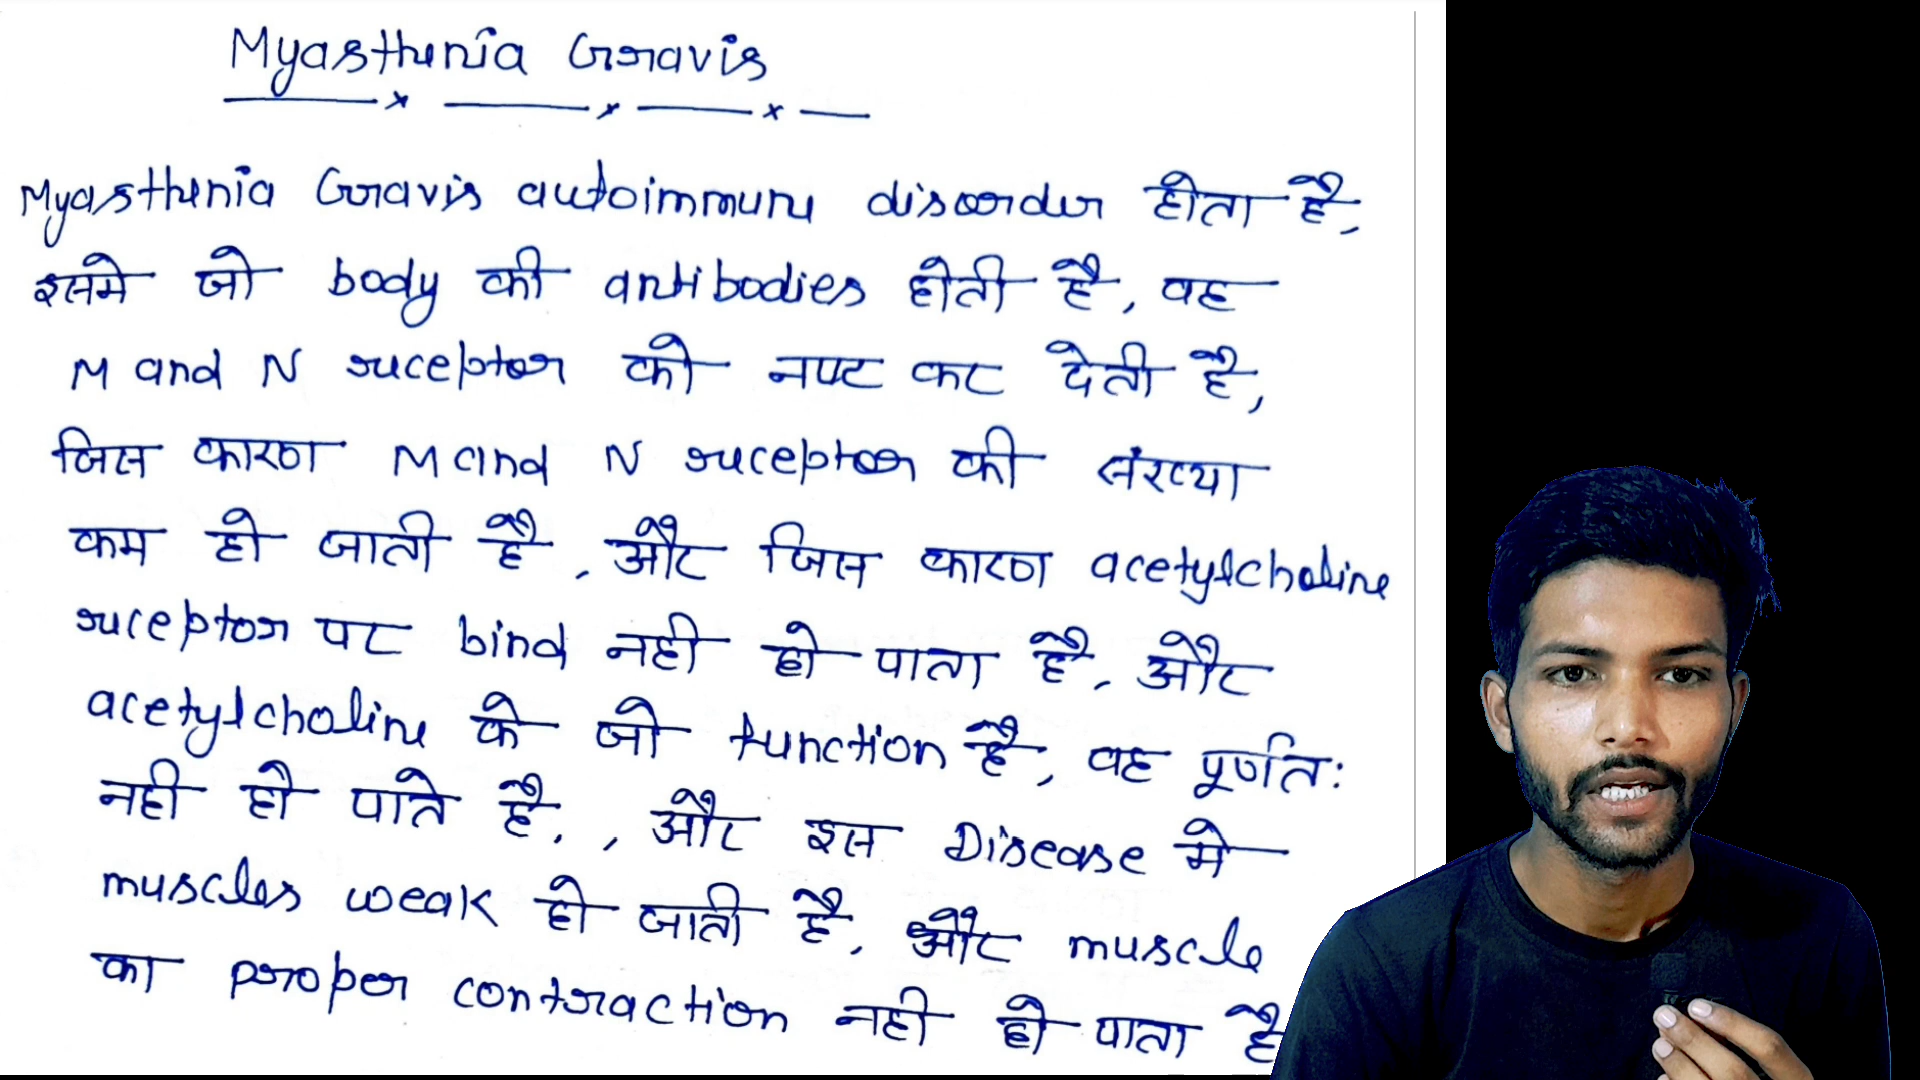 Myasthenia Gravis
Myasthenia Gravis autoimmune disorder होता है,
इसमे जो body की antibodies होती है, वह
M and N receptor को नष्ट कर देती है,
जिस कारण M and N receptor की संख्या
कम हो जाती है, और जिस कारण acetylcholine
receptor पर bind नही हो पाता है, और
acetylcholine के जो function है, वह पूर्णतः
नही हो पाते है, , और इस Disease मे
muscles weak हो जाती है, और muscle
का proper contraction नही हो पाता है